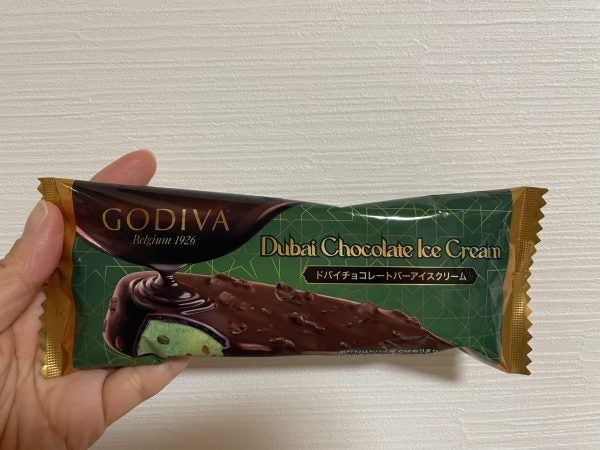 GODIVA
Belgium 1926
Dubai Chocolate Ice Cream
ドバイチョコレートバーアイスクリーム